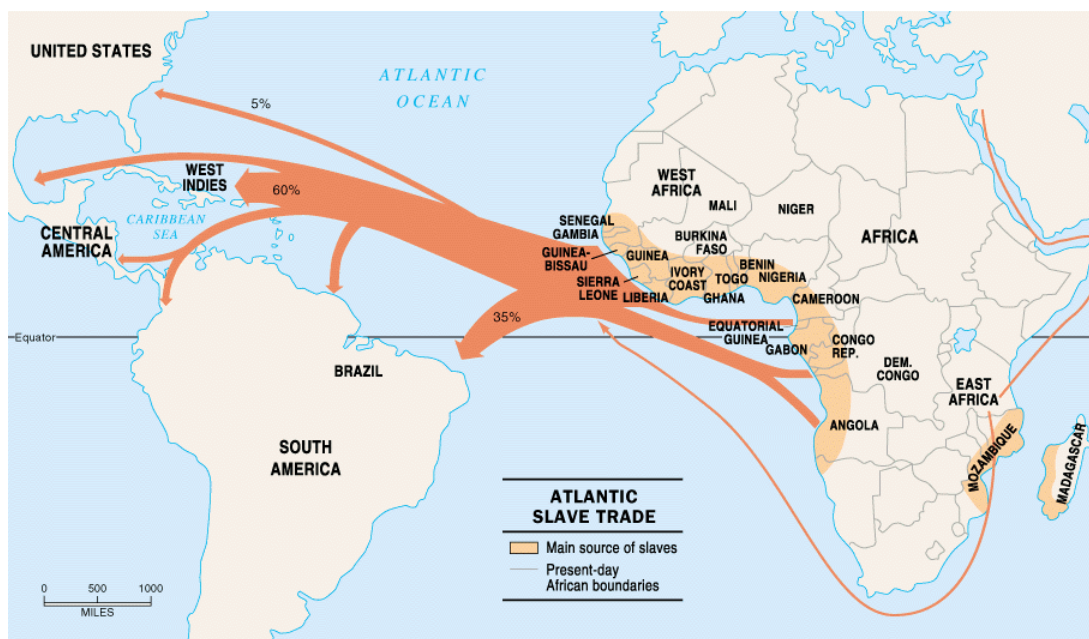 UNITED STATES
ATLANTIC
OCEAN
5%
WEST
INDIES
60%
CARIBBEAN
SEA
CENTRAL
AMERICA
WEST
AFRICA
MALI
NIGER
SENEGAL
GAMBIA
BURKINA
FASO
AFRICA
GUINEA-
BISSAU
GUINEA
BENIN
NIGERIA
IVORY
COAST
TOGO
SIERRA
LEONE
LIBERIA
GHANA
CAMEROON
35%
Equator
EQUATORIAL
GUINEA
GABON
CONGO
REP.
DEM.
CONGO
BRAZIL
EAST
AFRICA
ANGOLA
SOUTH
AMERICA
MOZAMBIQUE
MADAGASCAR
ATLANTIC
SLAVE TRADE
Main source of slaves
Present-day
African boundaries
0 500 1000
MILES